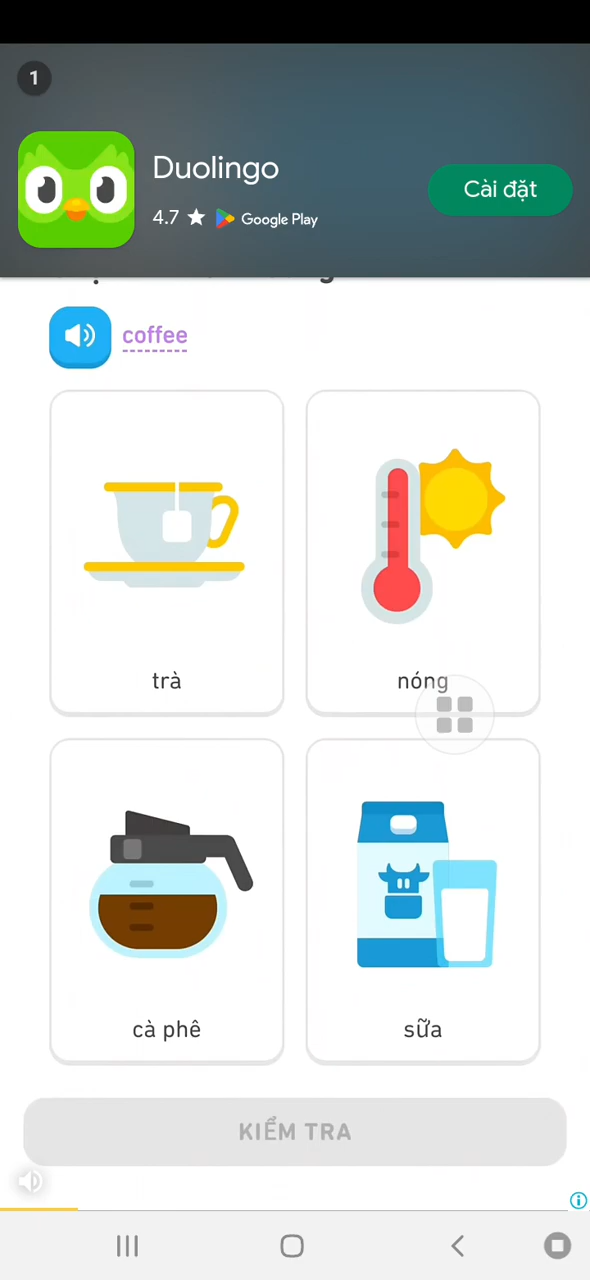 1
Duolingo
4.7 ★ Google Play
Cài đặt
coffee
trà
nóng
cà phê
sữa
KIỂM TRA